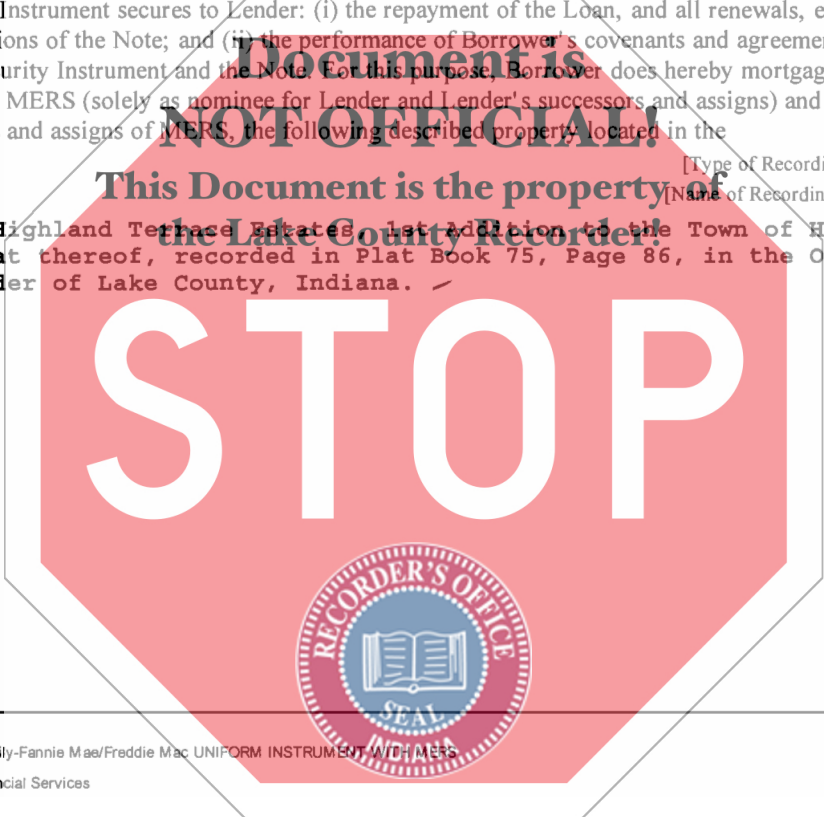 Instrument secures to Lender: (i) the repayment of the Loan, and all renewals,
ions of the Note; and (ii) the performance of Borrower's covenants and
urity Instrument and the Note. For this purpose, Borrower does hereby
MERS (solely as nominee for Lender and Lender's successors and assigns) and
and assigns of MERS, the following described property located in the
[Type of
[Name of
Highland Terrace Estates, 1st Addition to the Town of H
at thereof, recorded in Plat Book 75, Page 86, in the O
er of Lake County, Indiana.
Document is
NOT OFFICIAL!
This Document is the property of
the Lake County Recorder!
STOP
RECORDER'S OFFICE
SEAL
INDIANA
ly-Fannie Mae/Freddie Mac UNIFORM INSTRUMENT WITH MERS
ncial Services